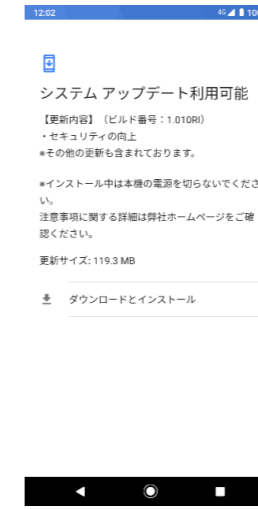 12:02
4G
10
システム アップデート利用可能
【更新内容】（ビルド番号：1.010RI）
・セキュリティの向上
※その他の更新も含まれております。
※インストール中は本機の電源を切らないでくださ
い。
注意事項に関する詳細は弊社ホームページをご確
認ください。
更新サイズ: 119.3 MB
ダウンロードとインストール